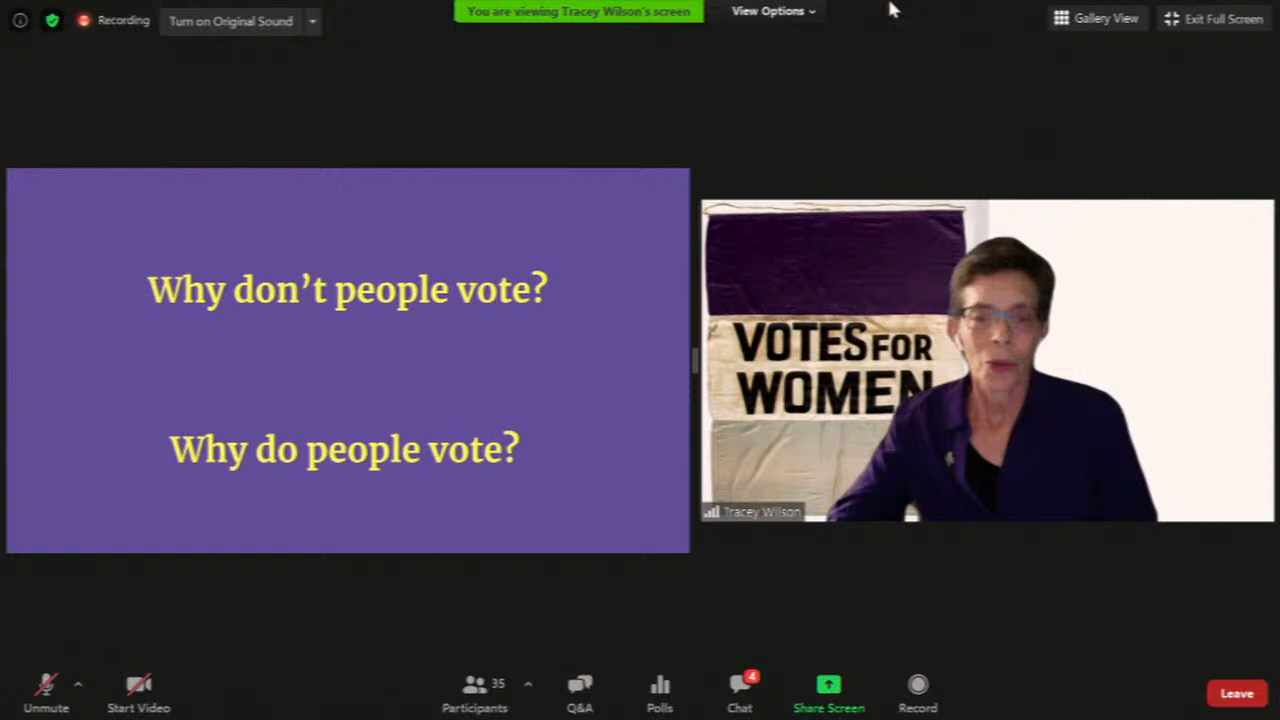 Recording
Turn on Original Sound
You are viewing Tracey Wilson's screen
View Options
Gallery View
Exit Full Screen
Why don't people vote?
Why do people vote?
VOTES FOR
WOMEN
Tracey Wilson
Unmute
Start Video
35
Participants
Q&A
Polls
4
Chat
Share Screen
Record
Leave